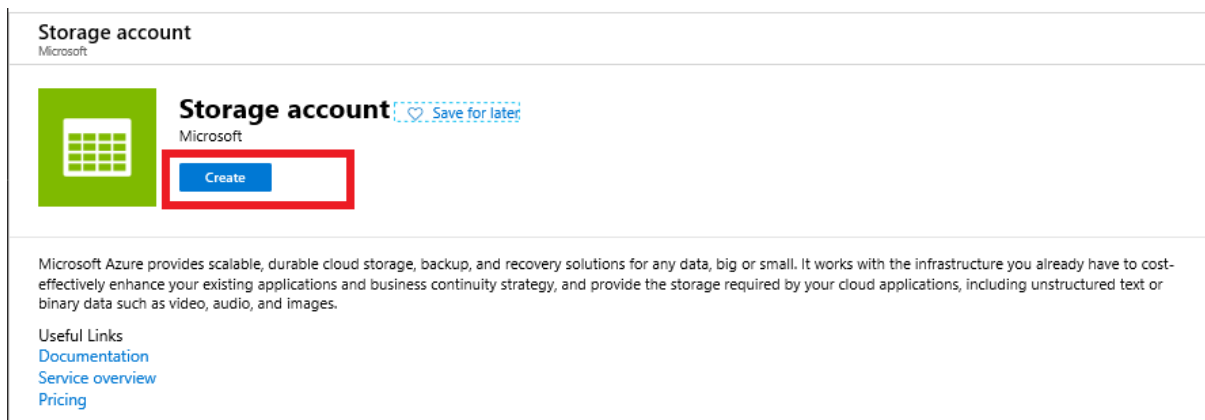 Storage account
Microsoft
Storage account
Save for later
Microsoft
Create
Microsoft Azure provides scalable, durable cloud storage, backup, and recovery solutions for any data, big or small. It works with the infrastructure you already have to cost-
effectively enhance your existing applications and business continuity strategy, and provide the storage required by your cloud applications, including unstructured text or
binary data such as video, audio, and images.
Useful Links
Documentation
Service overview
Pricing